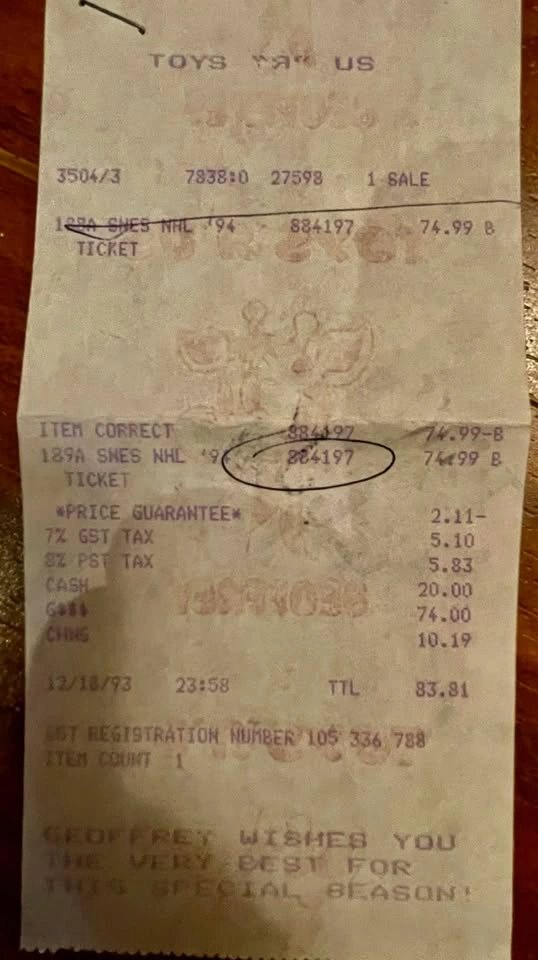 TOYS "Я" US
3504/3 7838:0 27598 1 SALE
189A SNES NHL '94 884197 74.99 B
TICKET
ITEM CORRECT 884197 74.99-B
189A SNES NHL '94 884197 74.99 B
TICKET
*PRICE GUARANTEE* 2.11-
7% GST TAX 5.10
8% PST TAX 5.83
CASH 20.00
G$$$ 74.00
CHNG 10.19
12/18/93 23:58 TTL 83.81
GST REGISTRATION NUMBER 105 336 788
ITEM COUNT 1
GEOFFREY WISHES YOU
THE VERY BEST FOR
THIS SPECIAL SEASON!